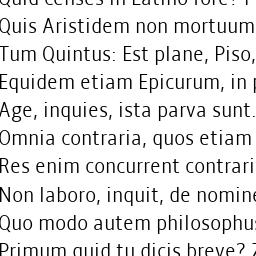 Quid censes in Latino fore?
Quis Aristidem non mortuum
Tum Quintus: Est plane, Piso,
Equidem etiam Epicurum, in
Age, inquies, ista parva sunt.
Omnia contraria, quos etiam
Res enim concurrent contrari
Non laboro, inquit, de nomine
Quo modo autem philosophus
Primum quid tu dicis breve?